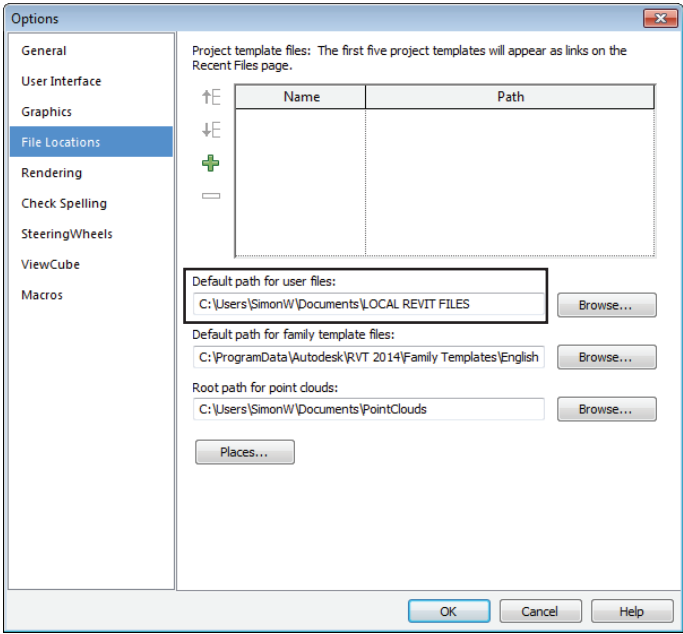 Options
General
User Interface
Graphics
File Locations
Rendering
Check Spelling
SteeringWheels
ViewCube
Macros
Project template files: The first five project templates will appear as links on the
Recent Files page.
Name Path
Default path for user files:
C:\Users\SimonW\Documents\LOCAL REVIT FILES Browse...
Default path for family template files:
C:\ProgramData\Autodesk\RVT 2014\Family Templates\English Browse...
Root path for point clouds:
C:\Users\SimonW\Documents\PointClouds Browse...
Places...
OK Cancel Help